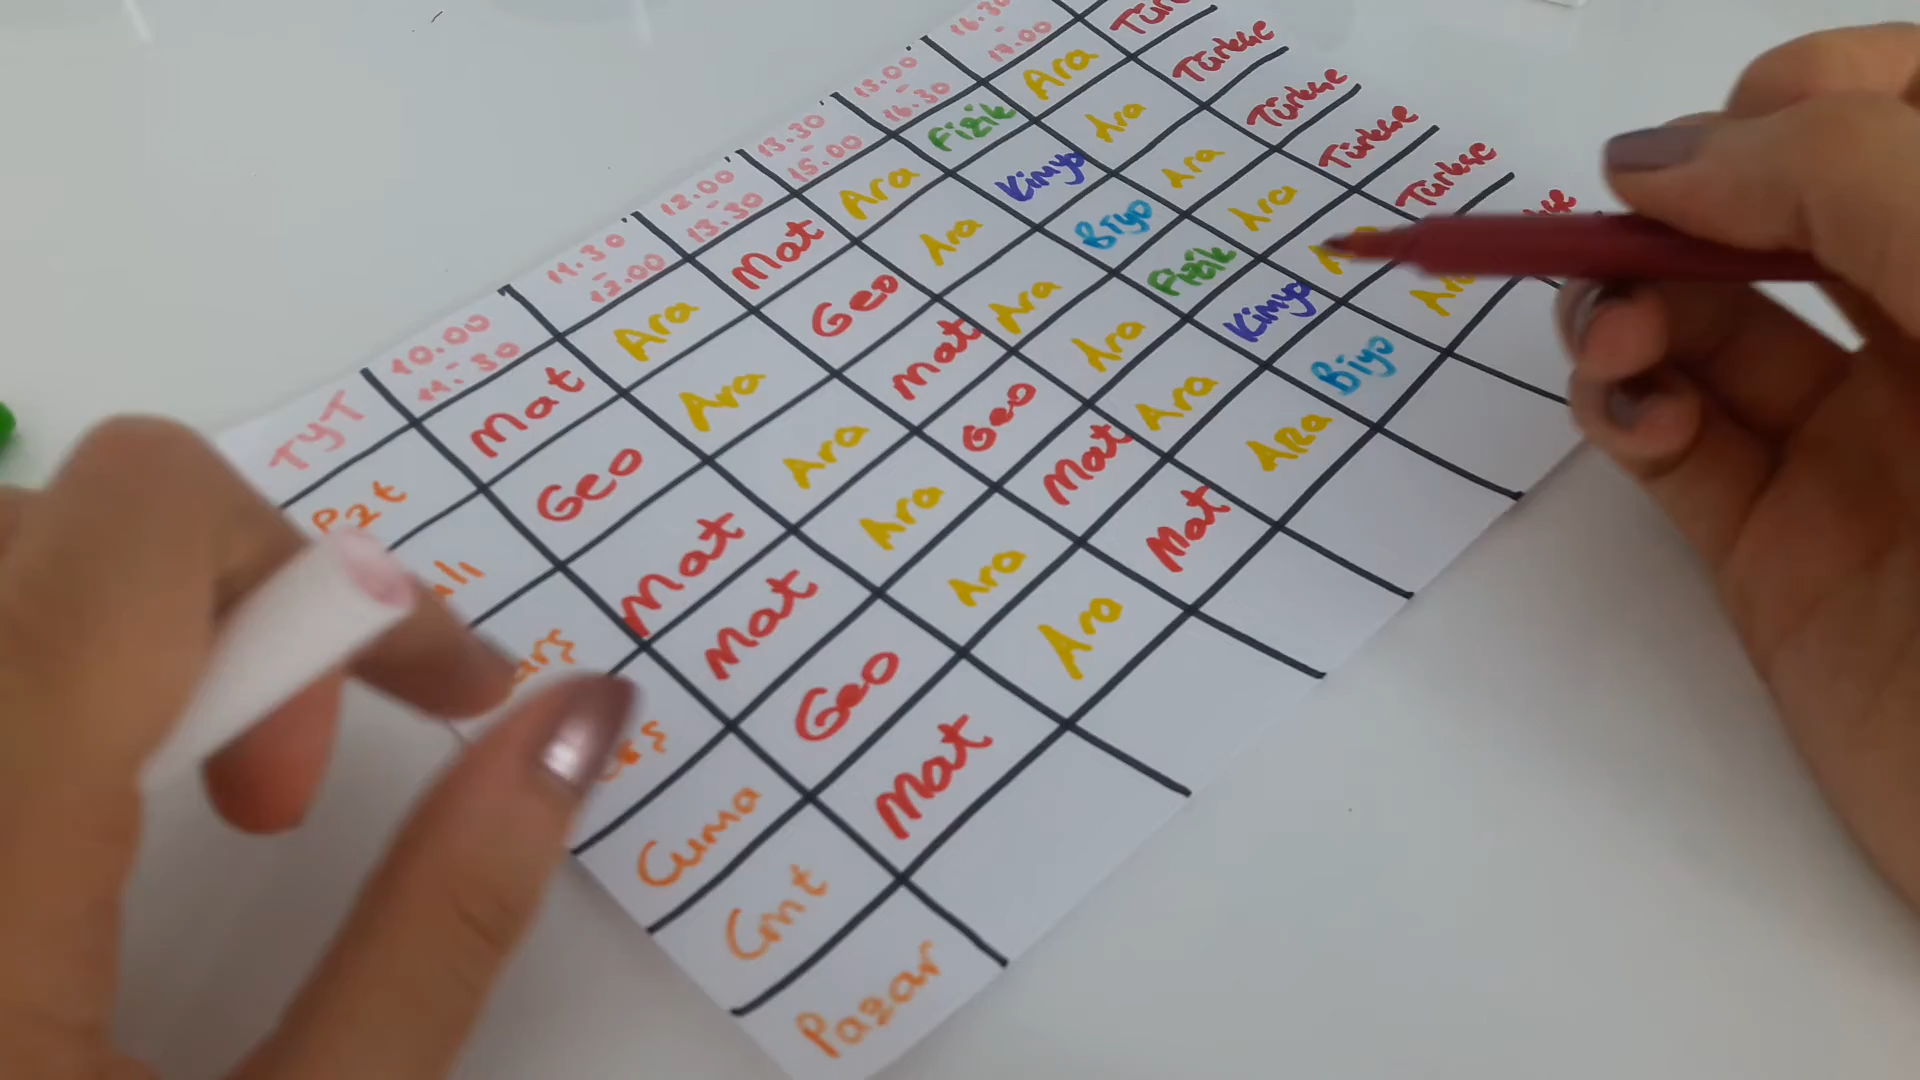 TYT 10.00 - 11.30 11.30 - 12.00 12.00 - 13.30 13.30 - 15.00 15.00 - 16.30 16.30 - 17.00
Pzt Mat Ara Mat Ara Fizik Ara
Geo Ara Geo Ara Kimya Ara Türkçe
Mat Ara Mat Ara Biyo Ara Türkçe
Mat Ara Geo Ara Fizik Ara Türkçe
Cuma Geo Ara Mat Ara Kimya Türkçe
Cmt Mat Ara Mat ARa Biyo Ara
Pazar